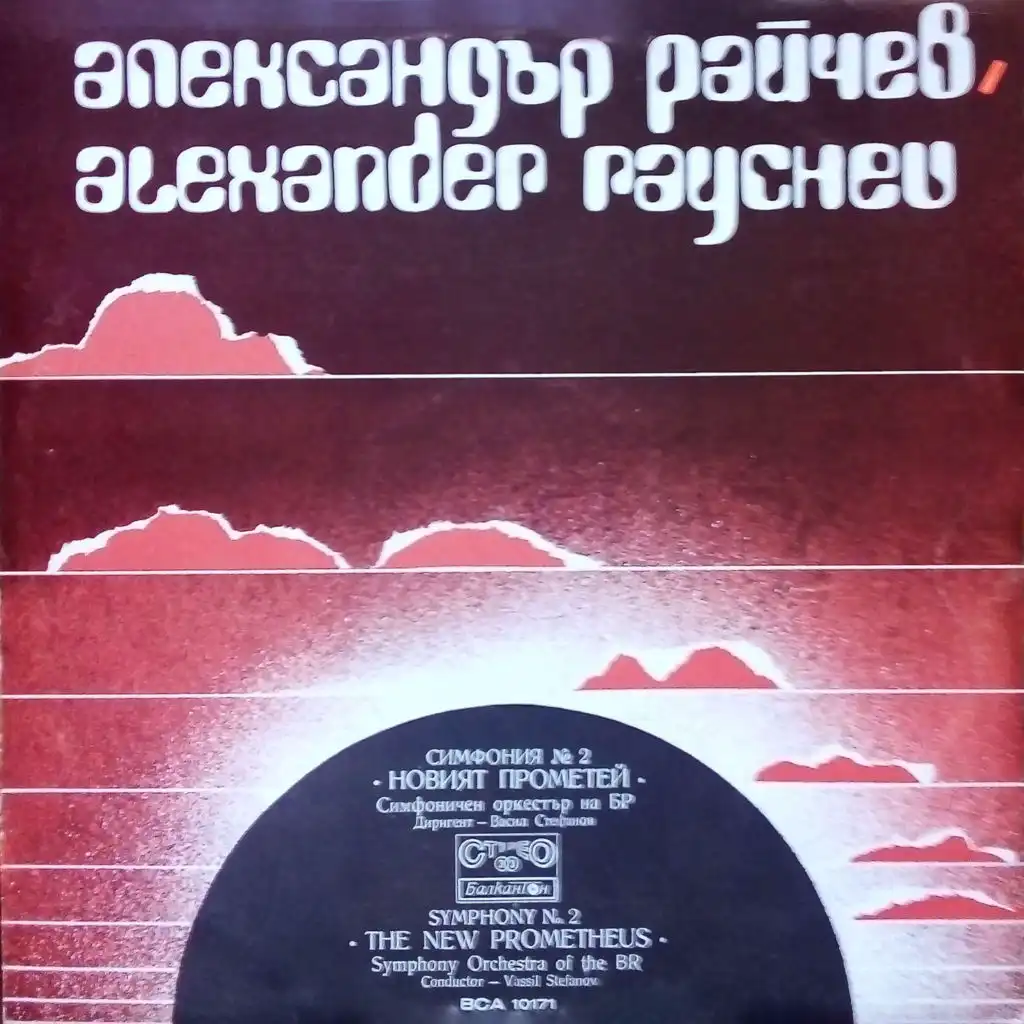 александър райчев
alexander raychev
СИМФОНИЯ № 2
· НОВИЯТ ПРОМЕТЕЙ ·
Симфоничен оркестър на БР
Диригент – Васил Стефанов
СТЕРЕО
33
Балкантон
SYMPHONY No. 2
· THE NEW PROMETHEUS ·
Symphony Orchestra of the BR
Conductor – Vassil Stefanov
ВСА 10171